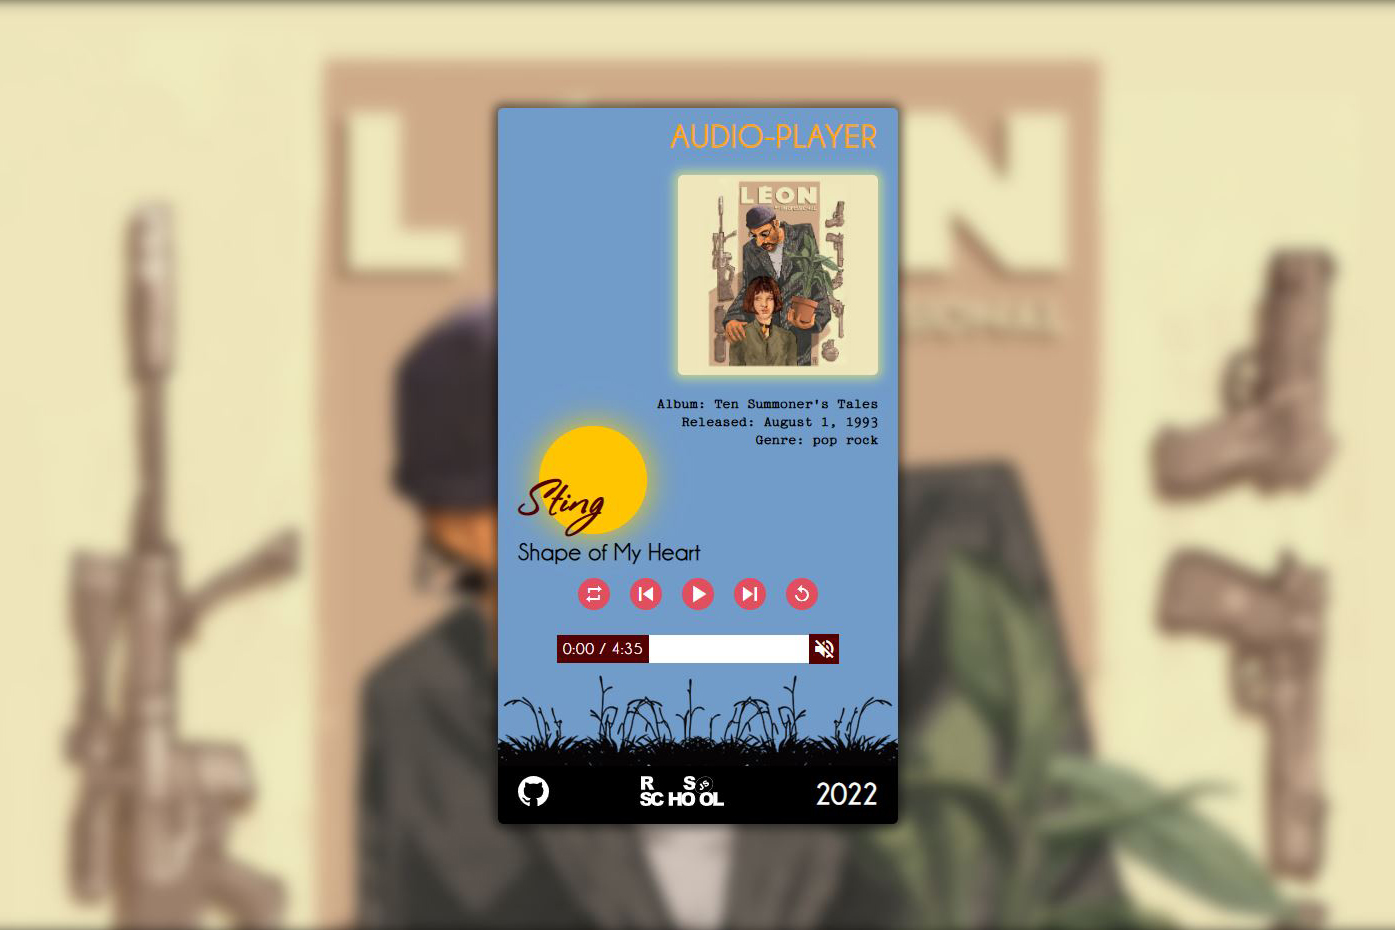 AUDIO-PLAYER
LÉON
Album: Ten Summoner's Tales
Released: August 1, 1993
Genre: pop rock
Sting
Shape of My Heart
0:00 / 4:35
RS
SCHOOL
2022